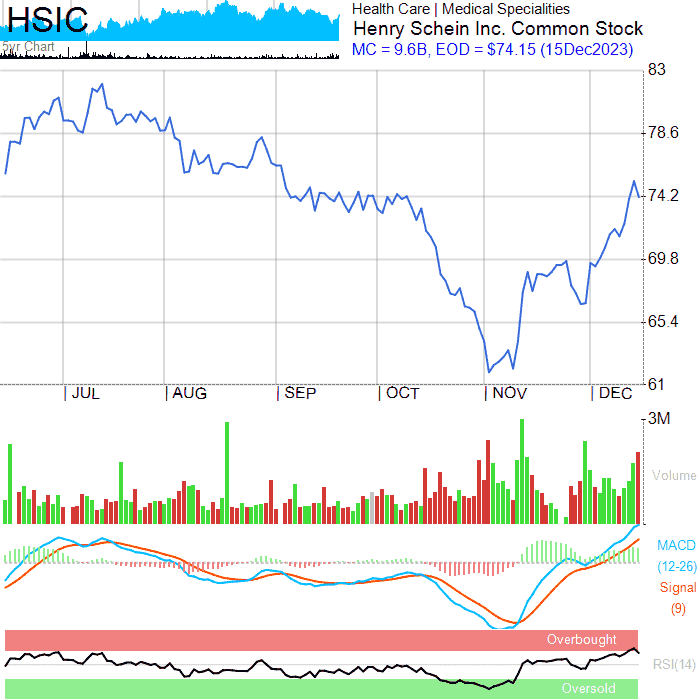 HSIC
5yr Chart
Health Care | Medical Specialities
Henry Schein Inc. Common Stock
MC = 9.6B, EOD = $74.15 (15Dec2023)
83
78.6
74.2
69.8
65.4
61
| JUL | AUG | SEP | OCT | NOV | DEC
3M
Volume
MACD
(12-26)
Signal
(9)
Overbought
RSI(14)
Oversold